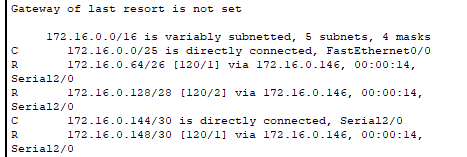 Gateway of last resort is not set
172.16.0.0/16 is variably subnetted, 5 subnets, 4 masks
C 172.16.0.0/25 is directly connected, FastEthernet0/0
R 172.16.0.64/26 [120/1] via 172.16.0.146, 00:00:14,
Serial2/0
R 172.16.0.128/28 [120/2] via 172.16.0.146, 00:00:14,
Serial2/0
C 172.16.0.144/30 is directly connected, Serial2/0
R 172.16.0.148/30 [120/1] via 172.16.0.146, 00:00:14,
Serial2/0